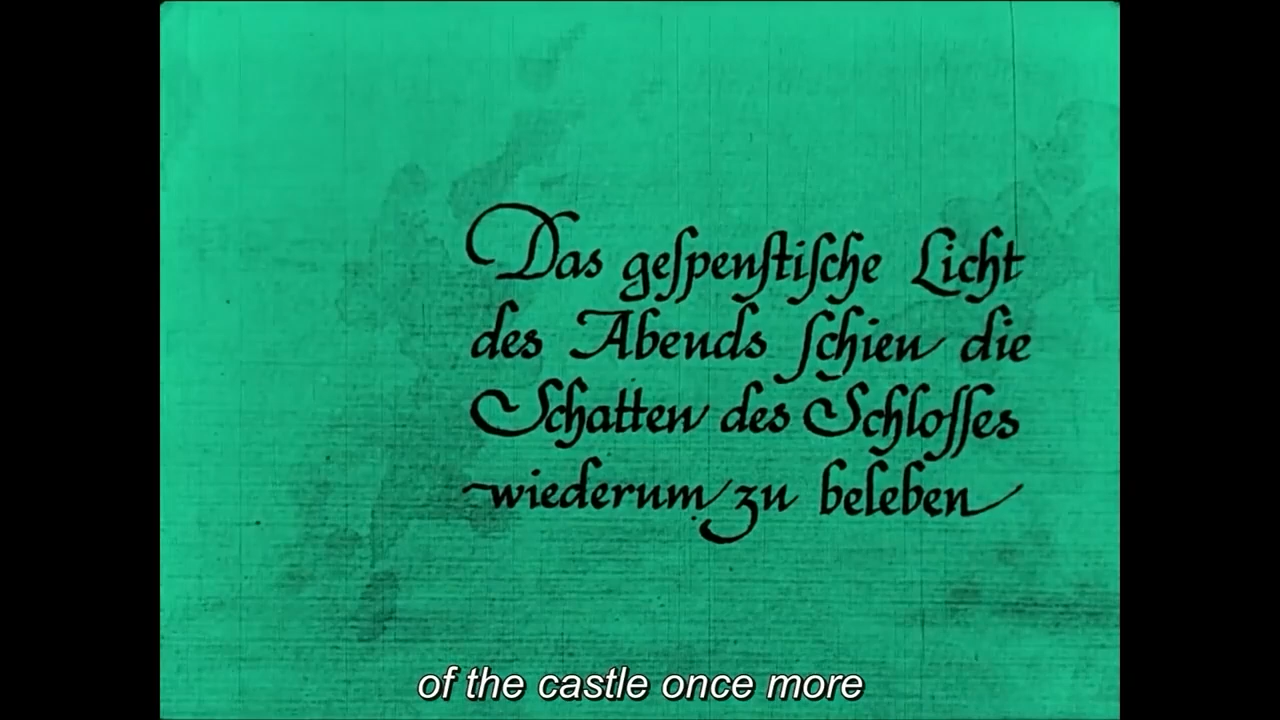 Das geſpenſtiſche Licht
des Abends ſchien die
Schatten des Schloſſes
wiederum zu beleben
of the castle once more